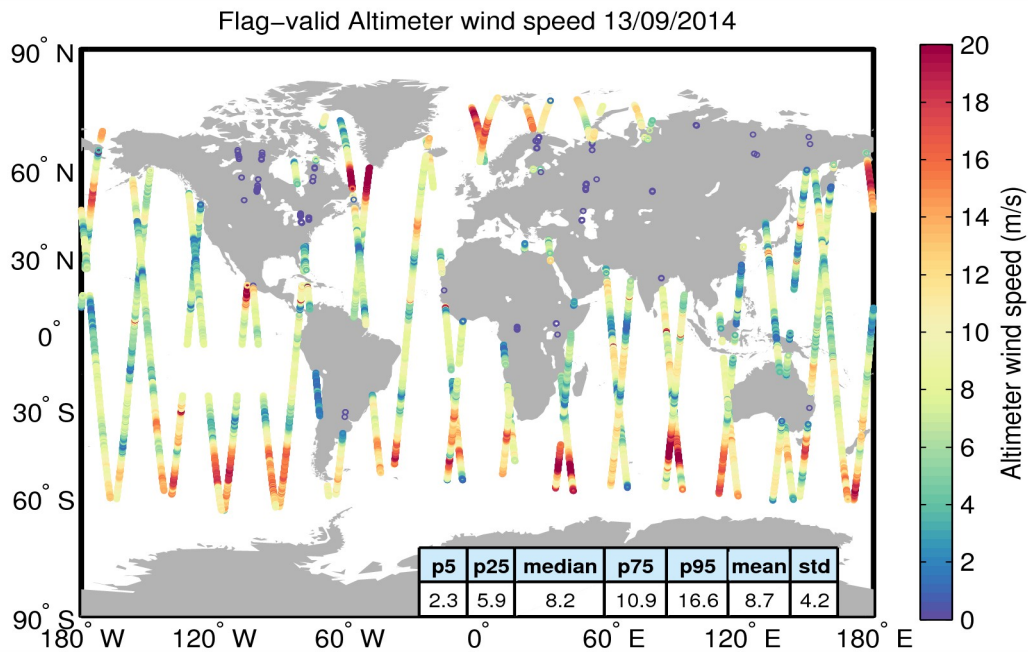 Flag−valid Altimeter wind speed 13/09/2014
90° N
60° N
30° N
0°
30° S
60° S
90° S
180° W
120° W
60° W
0°
60° E
120° E
180° E
p5 p25 median p75 p95 mean std
2.3 5.9 8.2 10.9 16.6 8.7 4.2
20
18
16
14
12
10
8
6
4
2
0
Altimeter wind speed (m/s)